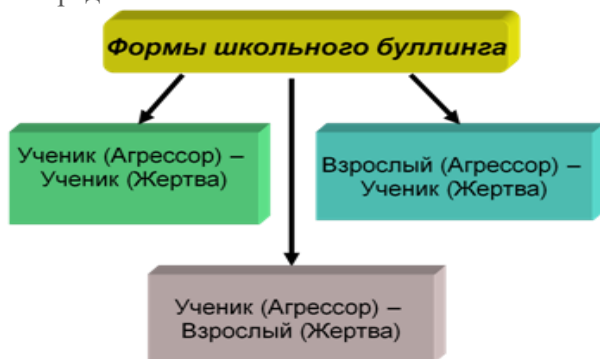 Формы школьного буллинга
Ученик (Агрессор) –
Ученик (Жертва)
Взрослый (Агрессор) –
Ученик (Жертва)
Ученик (Агрессор) –
Взрослый (Жертва)